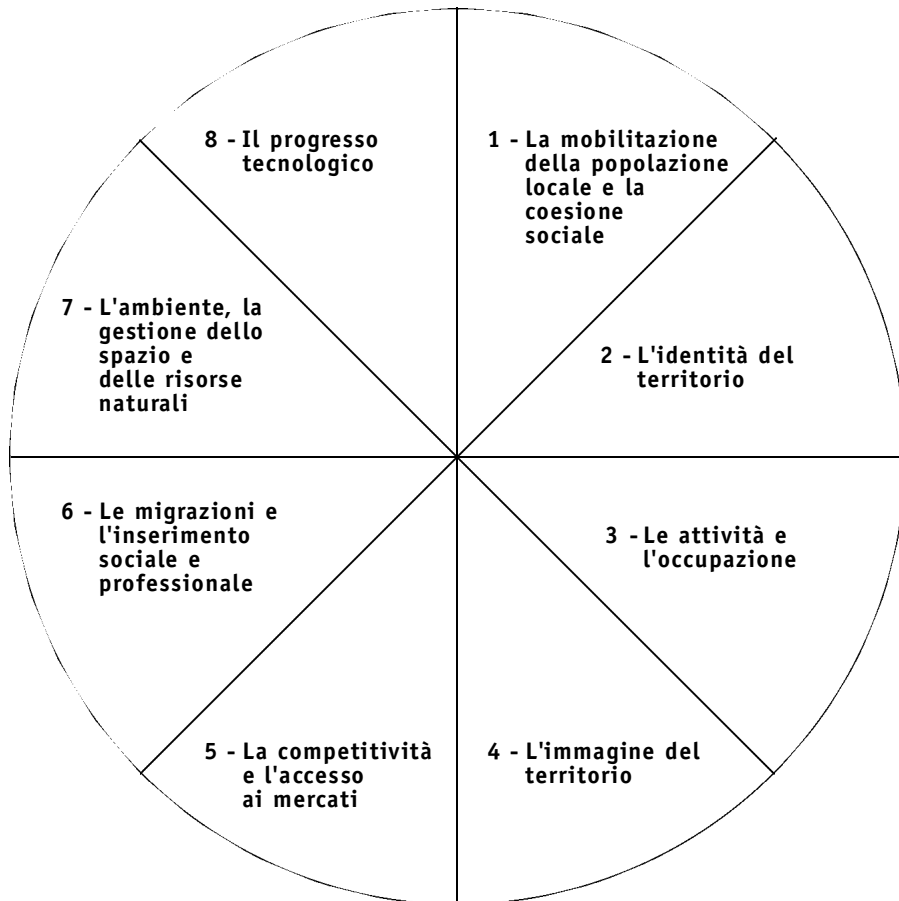 1 - La mobilitazione
della popolazione
locale e la
coesione
sociale
2 - L'identità del
territorio
3 - Le attività e
l'occupazione
4 - L'immagine del
territorio
5 - La competitività
e l'accesso
ai mercati
6 - Le migrazioni e
l'inserimento
sociale e
professionale
7 - L'ambiente, la
gestione dello
spazio e
delle risorse
naturali
8 - Il progresso
tecnologico